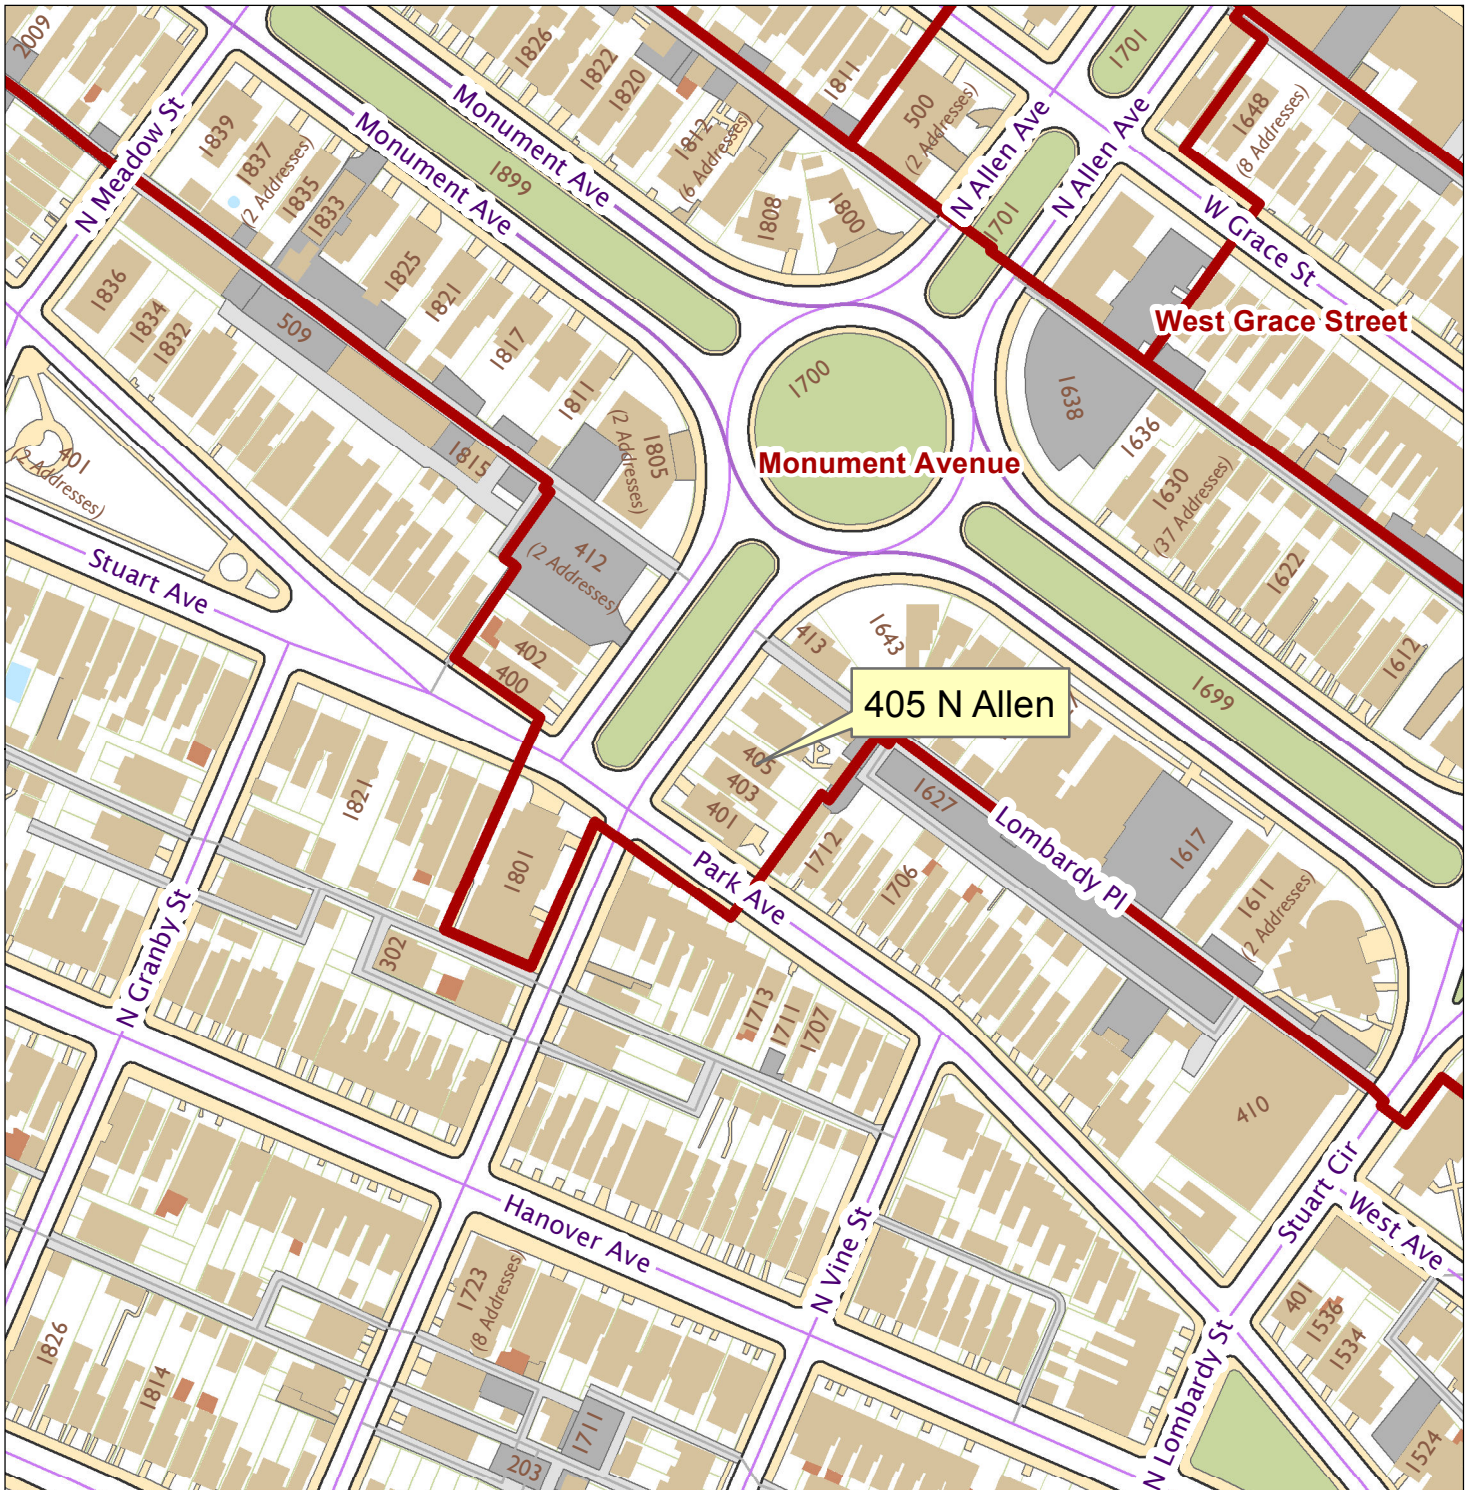 2009
1826
1822
1820
1811
1701
500
(2 Addresses)
1648
(8 Addresses)
Monument Ave
Monument Ave
1899
1812
(6 Addresses)
N Allen Ave
N Allen Ave
1701
1839
1837
(2 Addresses)
1835
1833
N Meadow St
1808
1800
W Grace St
1825
1821
1836
1834
1832
509
1817
West Grace Street
1811
1805
(2 Addresses)
1700
1638
Monument Avenue
1636
1630
(37 Addresses)
1622
1612
401
(2 Addresses)
1815
412
(2 Addresses)
Stuart Ave
402
400
413
1643
405 N Allen
1699
405
403
401
1821
1801
1627
Lombardy Pl
1617
1712
1706
Park Ave
1611
(2 Addresses)
N Granby St
302
1713
1711
1707
410
Stuart Cir
West Ave
Hanover Ave
N Vine St
1723
(8 Addresses)
401
1536
1534
N Lombardy St
1826
1814
1711
203
1524